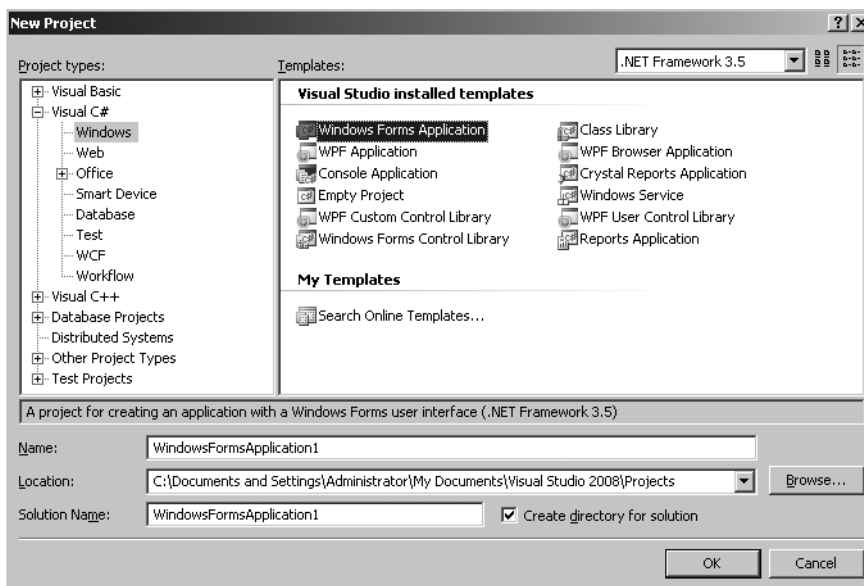 New Project
Project types:
Templates:
.NET Framework 3.5
Visual Basic
Visual C#
Windows
Web
Office
Smart Device
Database
Test
WCF
Workflow
Visual C++
Database Projects
Distributed Systems
Other Project Types
Test Projects
Visual Studio installed templates
Windows Forms Application
Class Library
WPF Application
WPF Browser Application
Console Application
Crystal Reports Application
Empty Project
Windows Service
WPF Custom Control Library
WPF User Control Library
Windows Forms Control Library
Reports Application
My Templates
Search Online Templates...
A project for creating an application with a Windows Forms user interface (.NET Framework 3.5)
Name:
WindowsFormsApplication1
Location:
C:\Documents and Settings\Administrator\My Documents\Visual Studio 2008\Projects
Browse...
Solution Name:
WindowsFormsApplication1
Create directory for solution
OK
Cancel